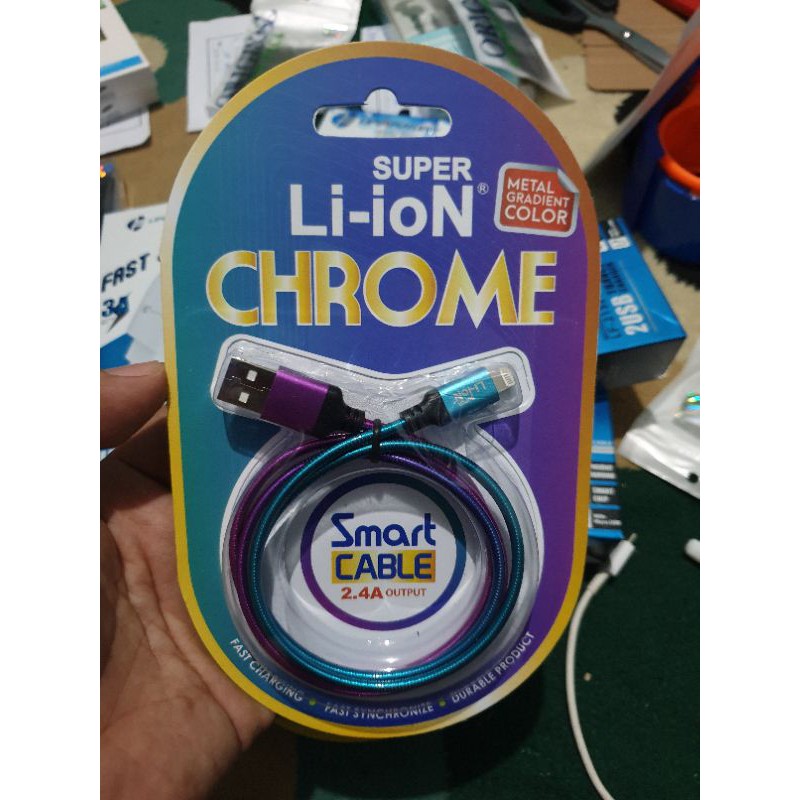 SUPER
Li-ioN®
METAL
GRADIENT
COLOR
CHROME
Smart
CABLE
2.4A OUTPUT
FAST CHARGING • FAST SYNCHRONIZE • DURABLE PRODUCT
FAST
3A
2USB